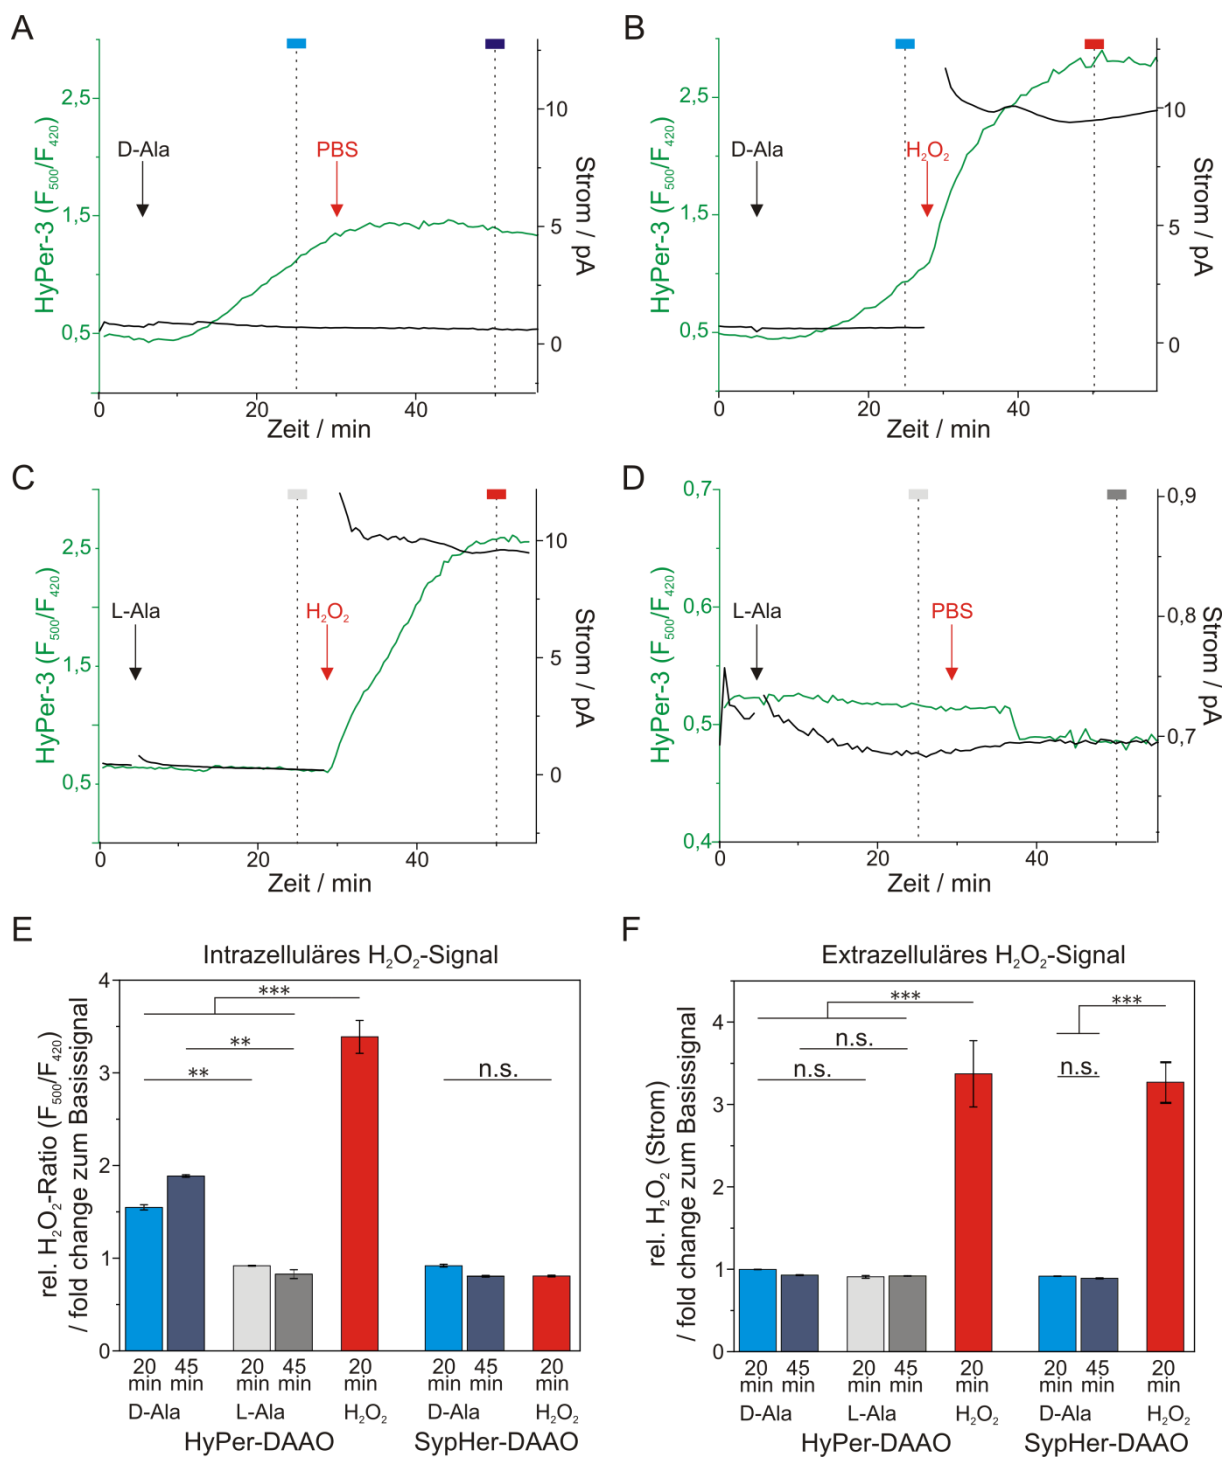 A
HyPer-3 (F500/F420)
2,5
1,5
0,5
D-Ala
PBS
10
5
0
Strom / pA
0
20
40
Zeit / min
B
HyPer-3 (F500/F420)
2,5
1,5
0,5
D-Ala
H2O2
10
5
0
Strom / pA
0
20
40
Zeit / min
C
HyPer-3 (F500/F420)
2,5
1,5
0,5
L-Ala
H2O2
10
5
0
Strom / pA
0
20
40
Zeit / min
D
HyPer-3 (F500/F420)
0,7
0,6
0,5
0,4
L-Ala
PBS
0,9
0,8
0,7
Strom / pA
0
20
40
Zeit / min
E
Intrazelluläres H2O2-Signal
rel. H2O2-Ratio (F500/F420)
/ fold change zum Basissignal
4
3
2
1
0
***
**
**
n.s.
20 min
45 min
20 min
45 min
20 min
20 min
45 min
20 min
D-Ala
L-Ala
H2O2
D-Ala
H2O2
HyPer-DAAO
SypHer-DAAO
F
Extrazelluläres H2O2-Signal
rel. H2O2 (Strom)
/ fold change zum Basissignal
4
3
2
1
0
***
n.s.
n.s.
***
n.s.
20 min
45 min
20 min
45 min
20 min
20 min
45 min
20 min
D-Ala
L-Ala
H2O2
D-Ala
H2O2
HyPer-DAAO
SypHer-DAAO